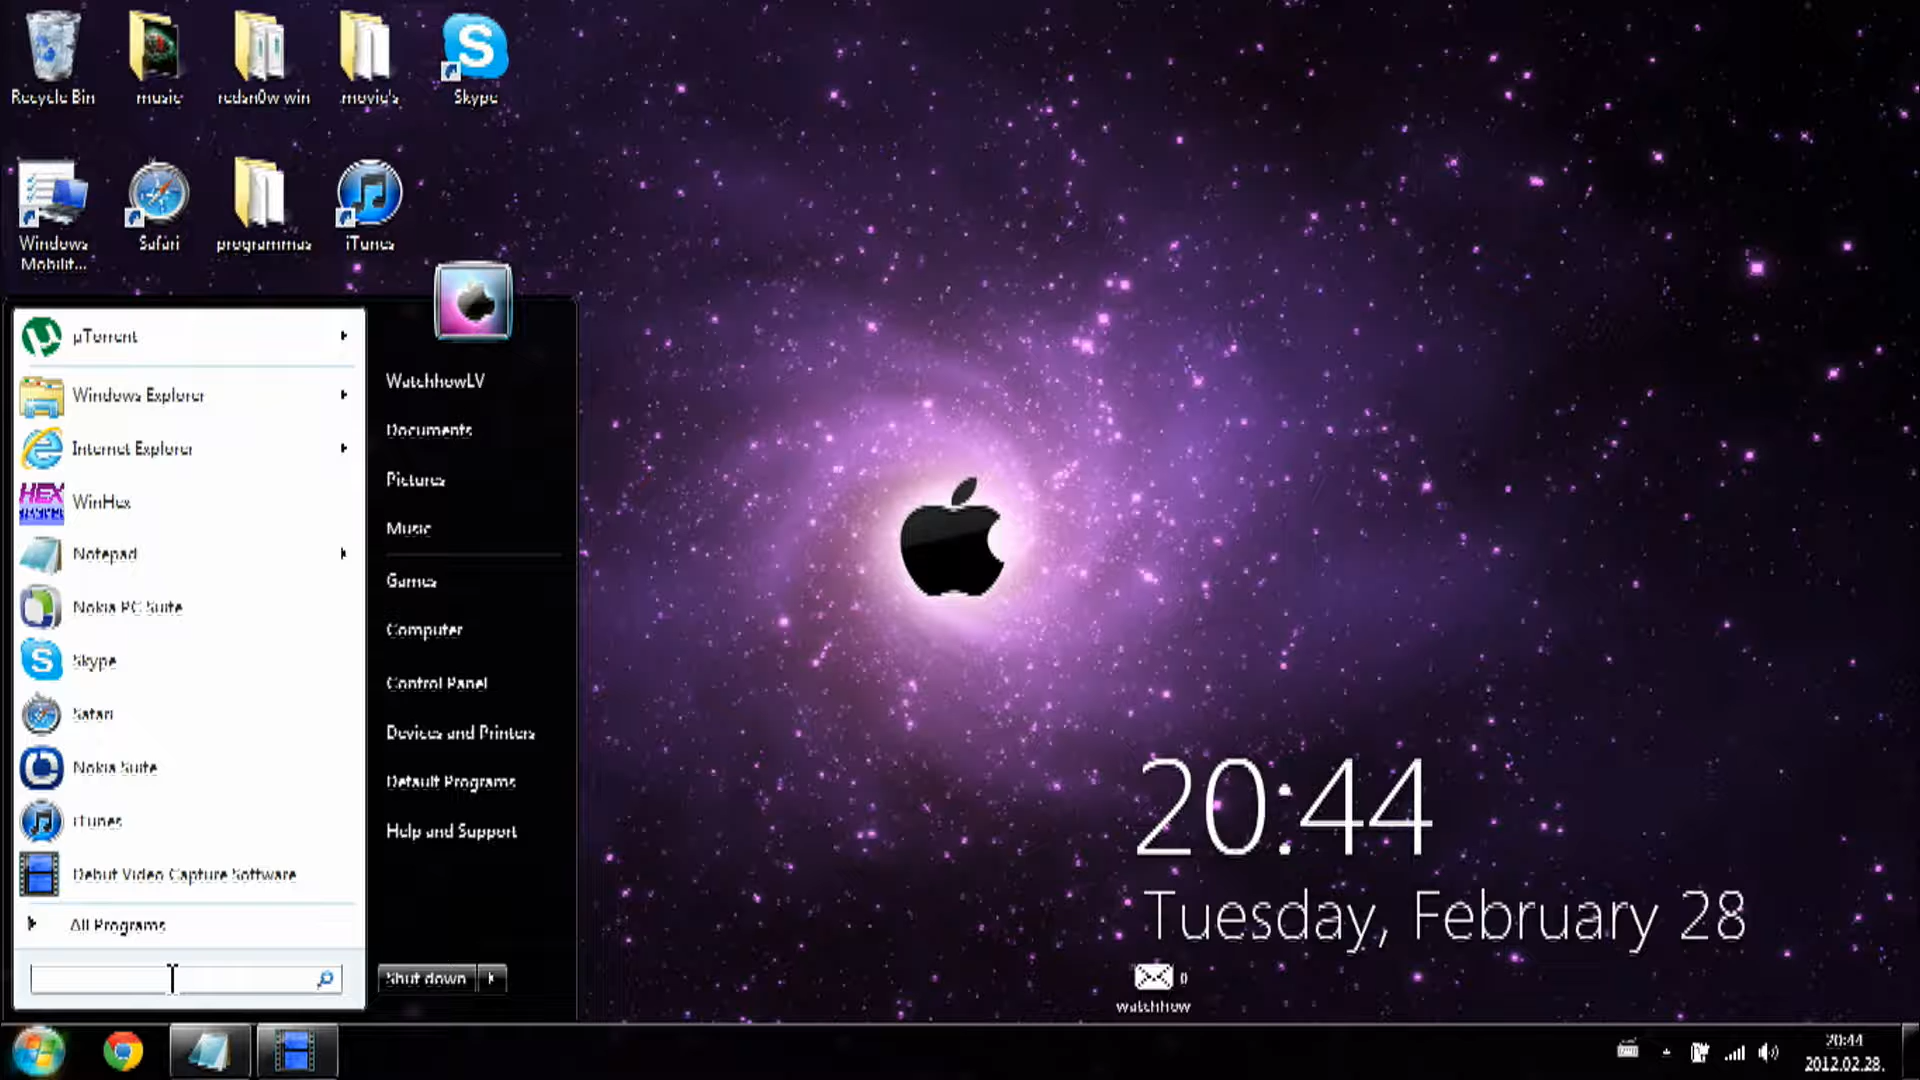 Recycle Bin
music
redsn0w win
movie's
Skype
Windows
Mobilit...
Safari
programmas
iTunes
µTorrent
Windows Explorer
Internet Explorer
HEX
WinHex
Notepad
Nokia PC Suite
Skype
Safari
Nokia Suite
iTunes
Debut Video Capture Software
All Programs
WatchhowLV
Documents
Pictures
Music
Games
Computer
Control Panel
Devices and Printers
Default Programs
Help and Support
Shut down
20:44
Tuesday, February 28
0
watchhow
20:44
2012.02.28.